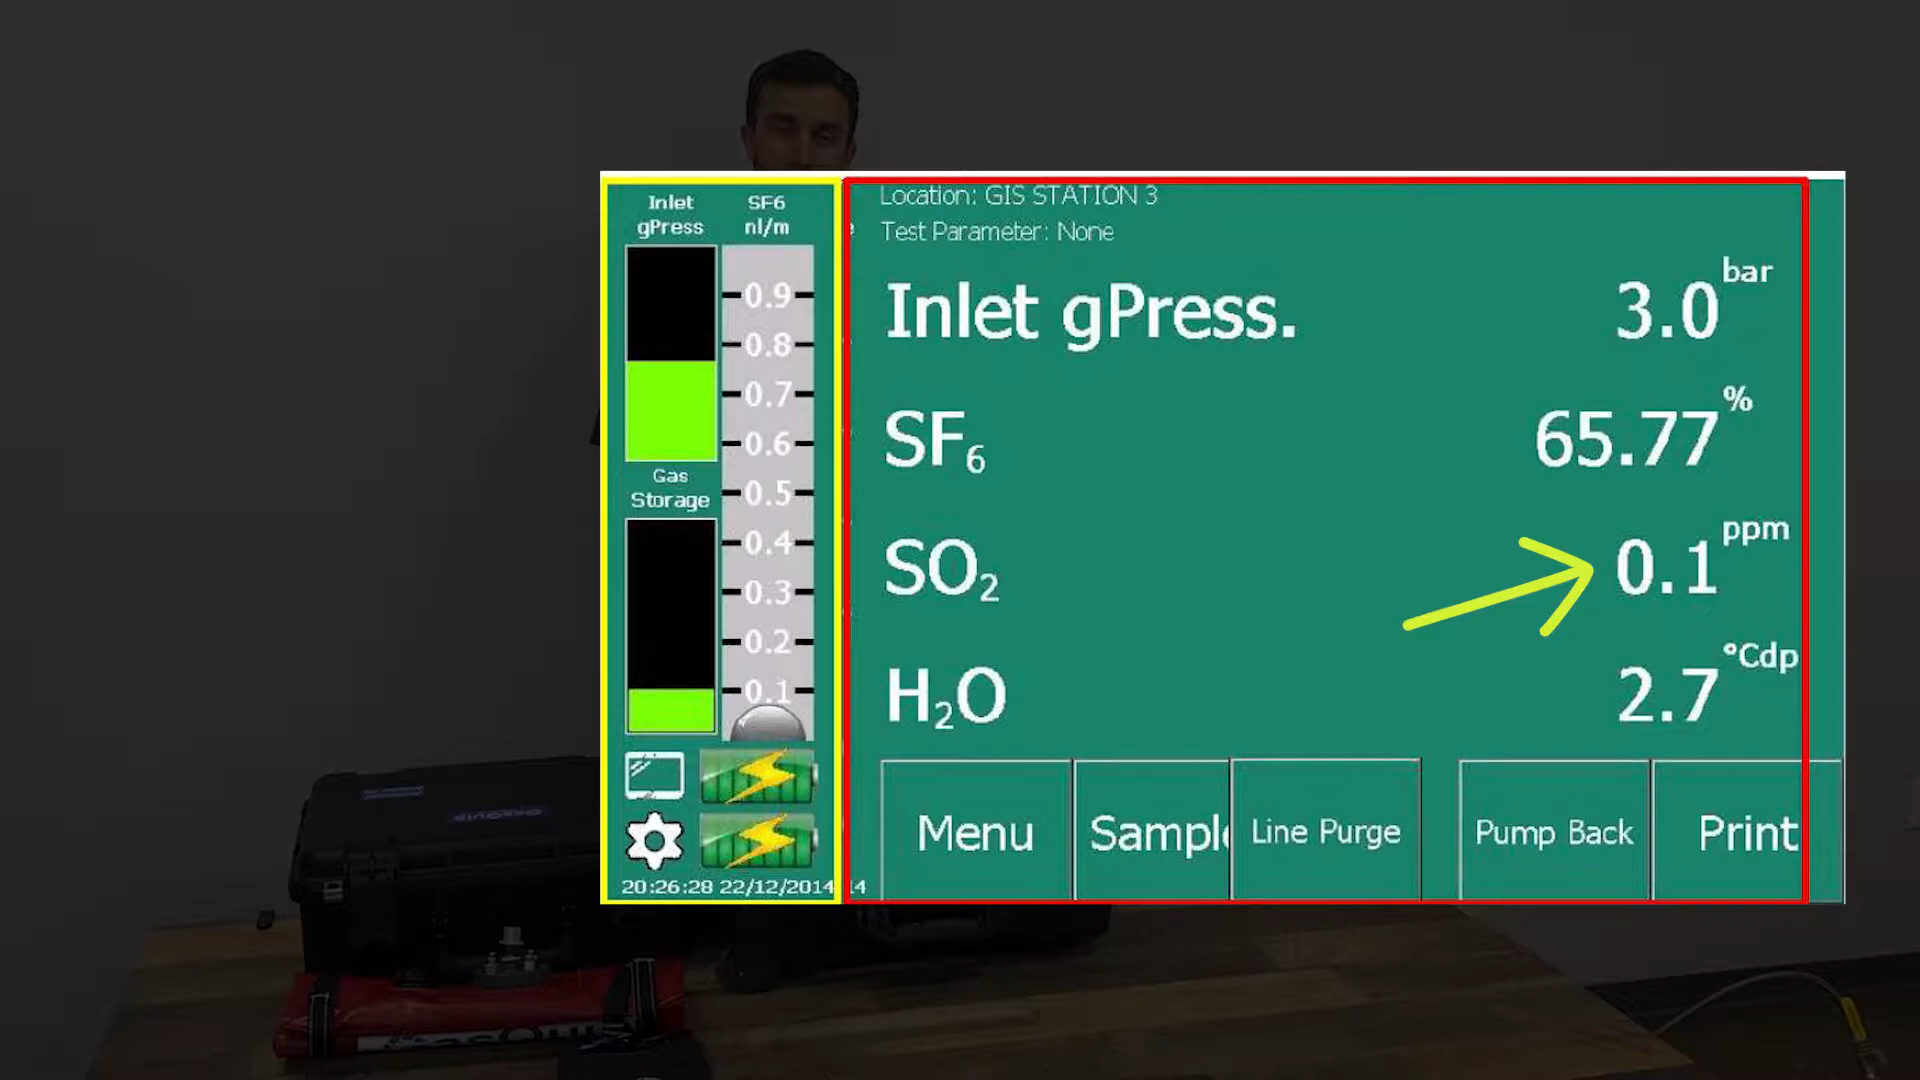 Inlet
gPress
SF6
nl/m
0.9
0.8
0.7
0.6
0.5
0.4
0.3
0.2
0.1
Gas
Storage
20:26:28 22/12/2014
14
Location: GIS STATION 3
Test Parameter: None
Inlet gPress. 3.0 bar
SF₆ 65.77 %
SO₂ 0.1 ppm
H₂O 2.7 °Cdp
Menu
Sample
Line Purge
Pump Back
Print